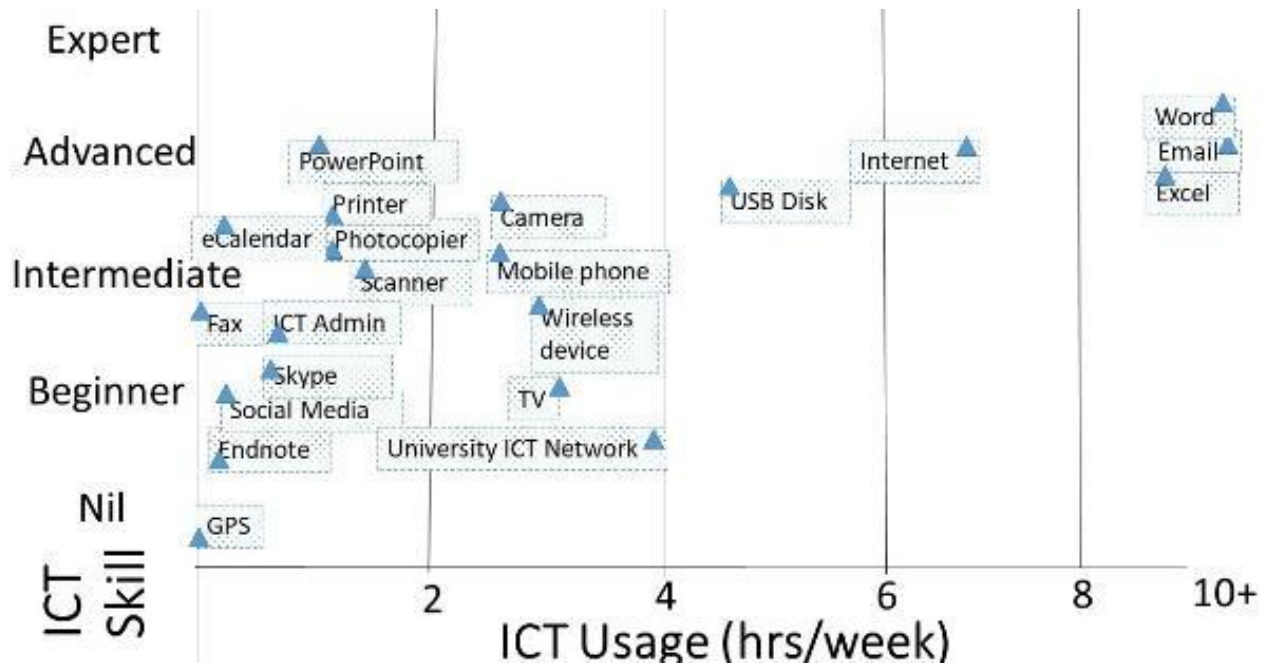 Expert
Word
Advanced
Email
PowerPoint
Internet
Excel
USB Disk
Printer
Camera
eCalendar
Photocopier
Intermediate
Mobile phone
Scanner
Fax
ICT Admin
Wireless
device
Skype
Beginner
TV
Social Media
Endnote
University ICT Network
Nil
GPS
ICT
Skill
2
4
6
8
10+
ICT Usage (hrs/week)